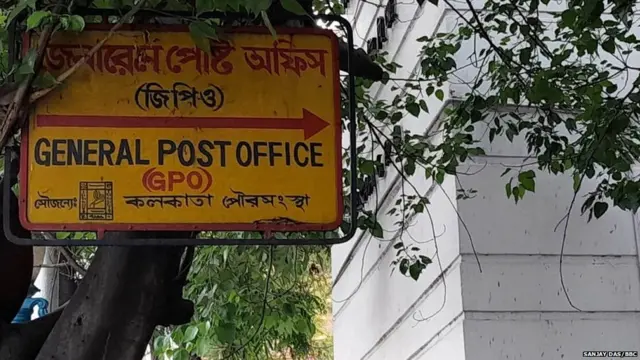 জেনারেল পোষ্ট অফিস
(জিপিও)
GENERAL POST OFFICE
(GPO)
সৌজন্যে কলকাতা পৌরসংস্থা
SANJAY DAS/BBC